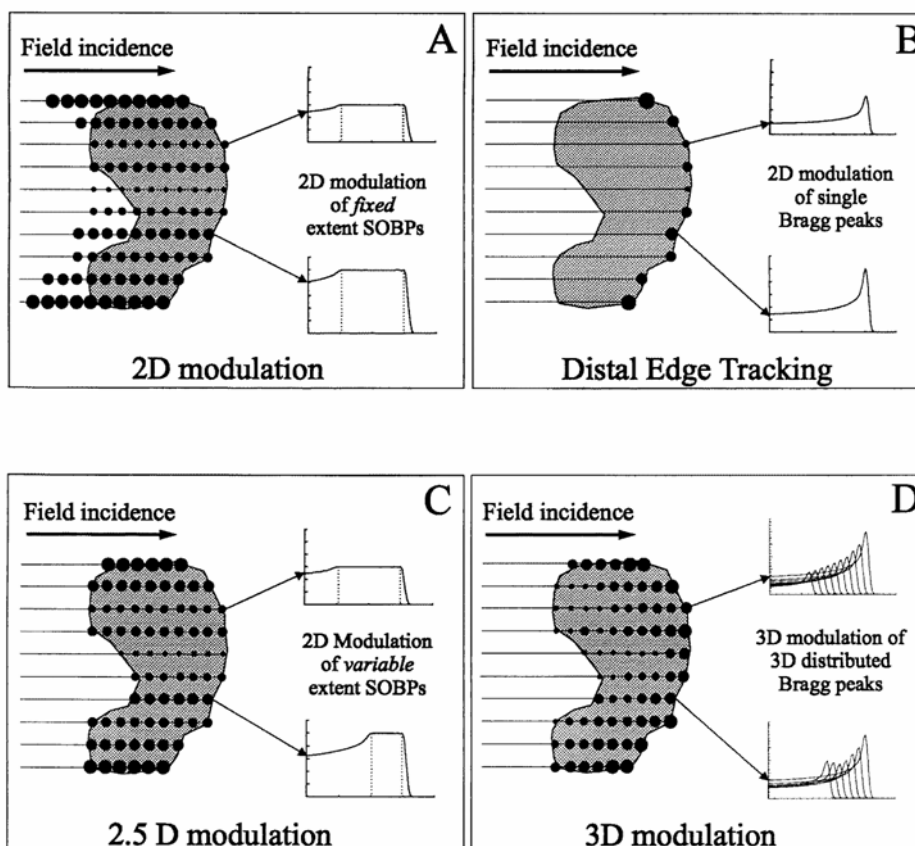 A
Field incidence
2D modulation
of fixed
extent SOBPs
2D modulation
B
Field incidence
2D modulation
of single
Bragg peaks
Distal Edge Tracking
C
Field incidence
2D Modulation
of variable
extent SOBPs
2.5 D modulation
D
Field incidence
3D modulation of
3D distributed
Bragg peaks
3D modulation